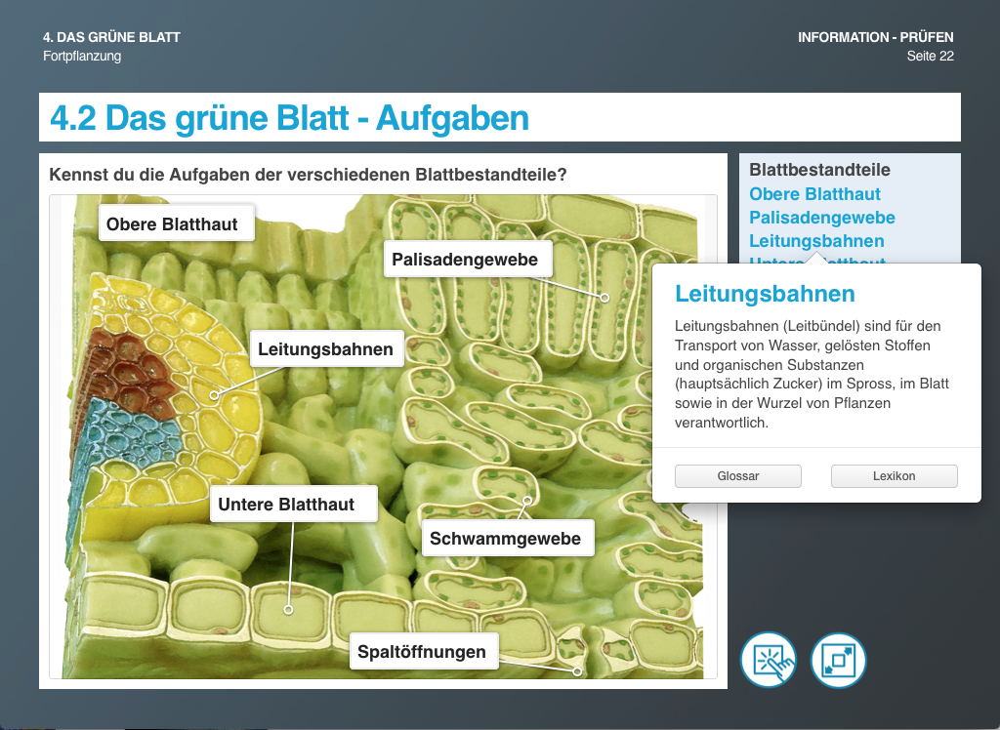 4. DAS GRÜNE BLATT
Fortpflanzung
INFORMATION - PRÜFEN
Seite 22
4.2 Das grüne Blatt - Aufgaben
Kennst du die Aufgaben der verschiedenen Blattbestandteile?
Obere Blatthaut
Palisadengewebe
Leitungsbahnen
Untere Blatthaut
Schwammgewebe
Spaltöffnungen
Blattbestandteile
Obere Blatthaut
Palisadengewebe
Leitungsbahnen
Leitungsbahnen
Leitungsbahnen (Leitbündel) sind für den
Transport von Wasser, gelösten Stoffen
und organischen Substanzen
(hauptsächlich Zucker) im Spross, im Blatt
sowie in der Wurzel von Pflanzen
verantwortlich.
Glossar
Lexikon